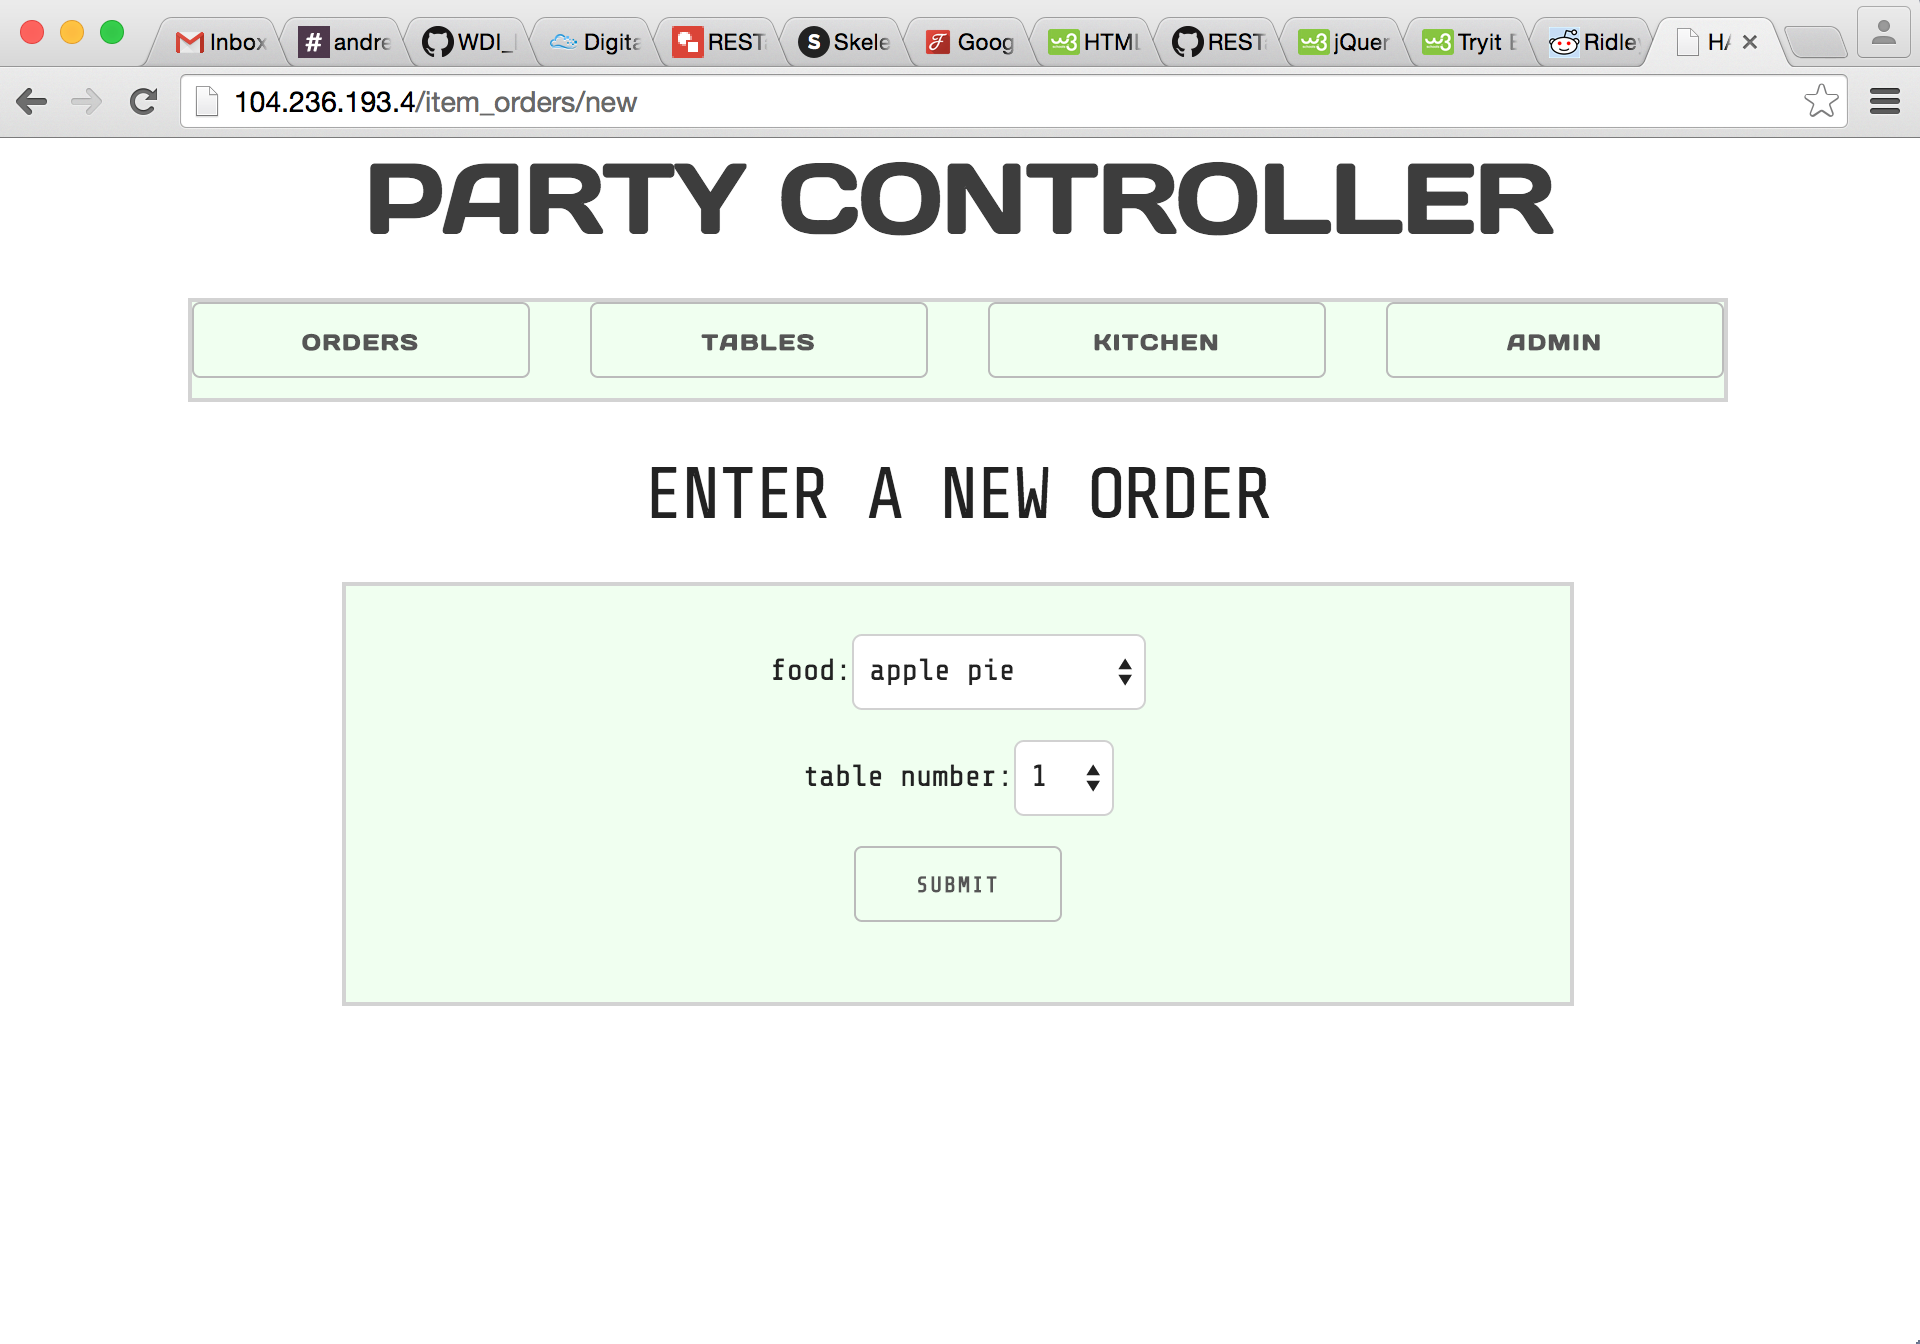 Inbox andre WDI_ Digita REST Skele Goog HTML REST jQuer Tryit E Ridle HA
104.236.193.4/item_orders/new
PARTY CONTROLLER
ORDERS TABLES KITCHEN ADMIN
ENTER A NEW ORDER
food: apple pie
table number: 1
SUBMIT